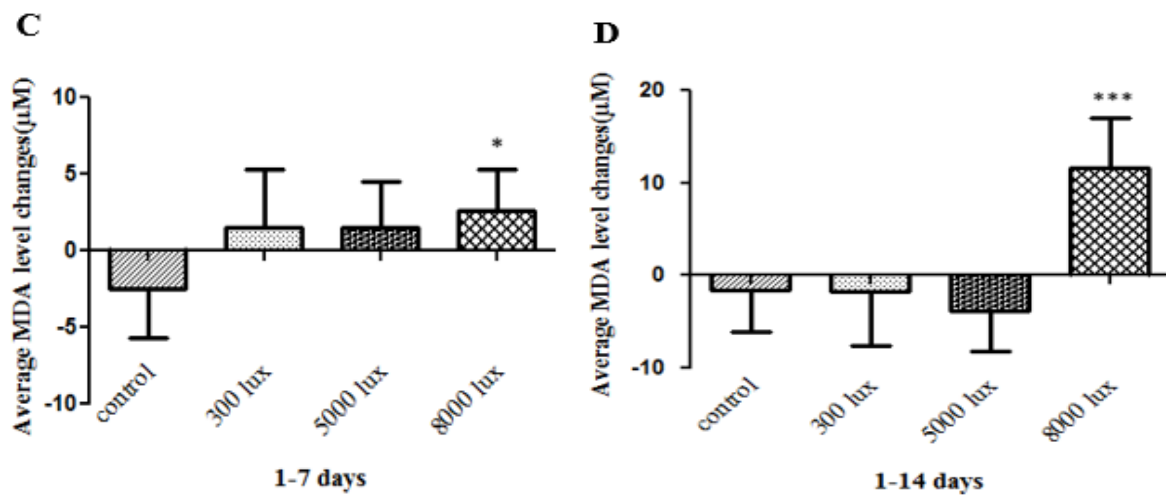 C
Average MDA level changes(µM)
10
5
0
-5
-10
control
300 lux
5000 lux
8000 lux
*
1-7 days
D
Average MDA level changes(µM)
20
10
0
-10
control
300 lux
5000 lux
8000 lux
***
1-14 days